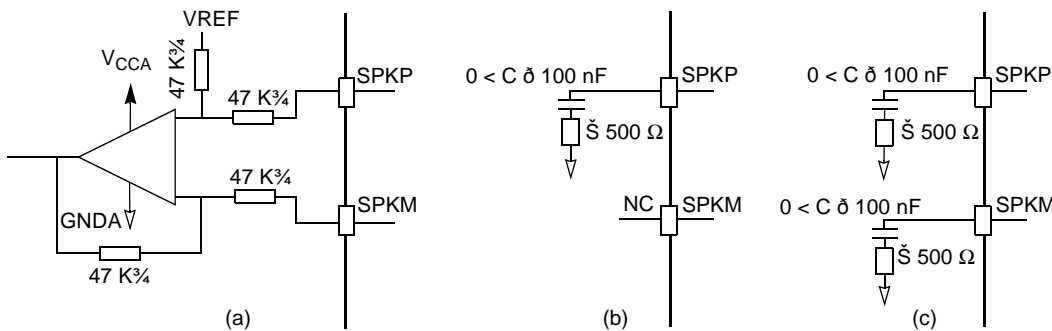 VREF
VCCA
47 K¾
47 K¾
SPKP
47 K¾
SPKM
GNDA
47 K¾
(a)
0 < C ð 100 nF
SPKP
Š 500 Ω
NC
SPKM
(b)
0 < C ð 100 nF
SPKP
Š 500 Ω
0 < C ð 100 nF
SPKM
Š 500 Ω
(c)